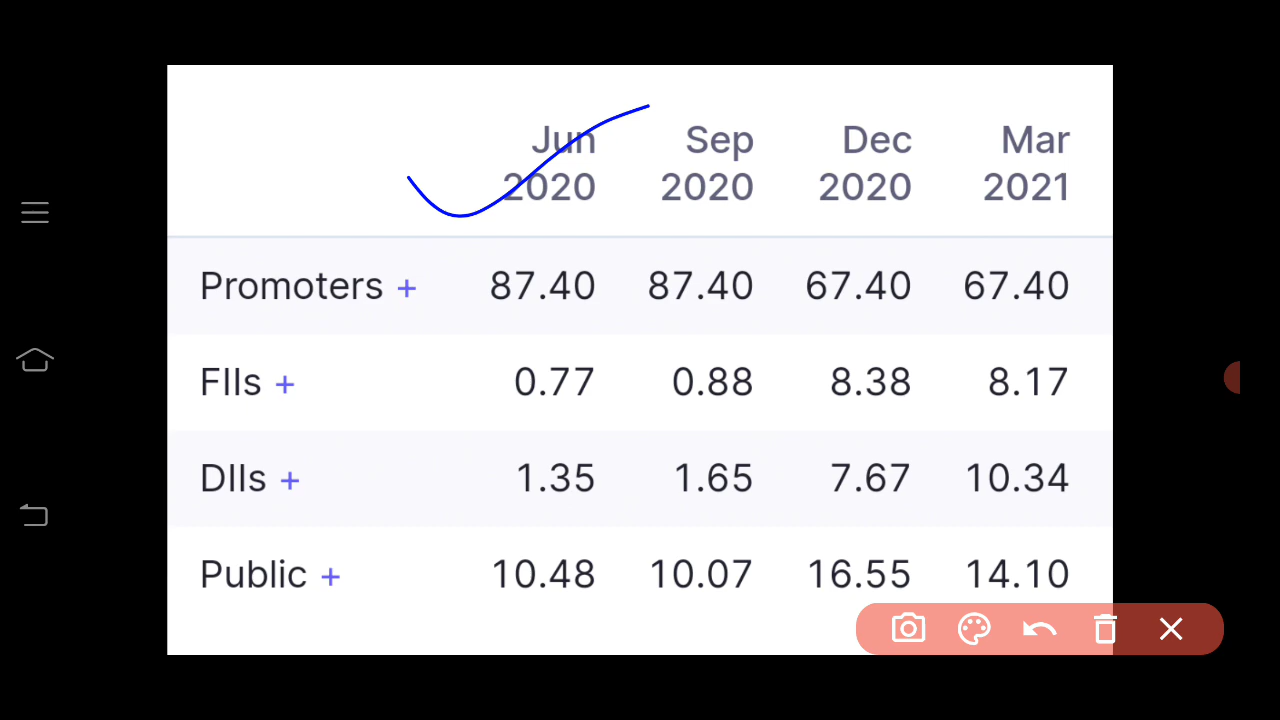 Jun Sep Dec Mar
2020 2020 2020 2021
Promoters + 87.40 87.40 67.40 67.40
FIIs + 0.77 0.88 8.38 8.17
DIIs + 1.35 1.65 7.67 10.34
Public + 10.48 10.07 16.55 14.10